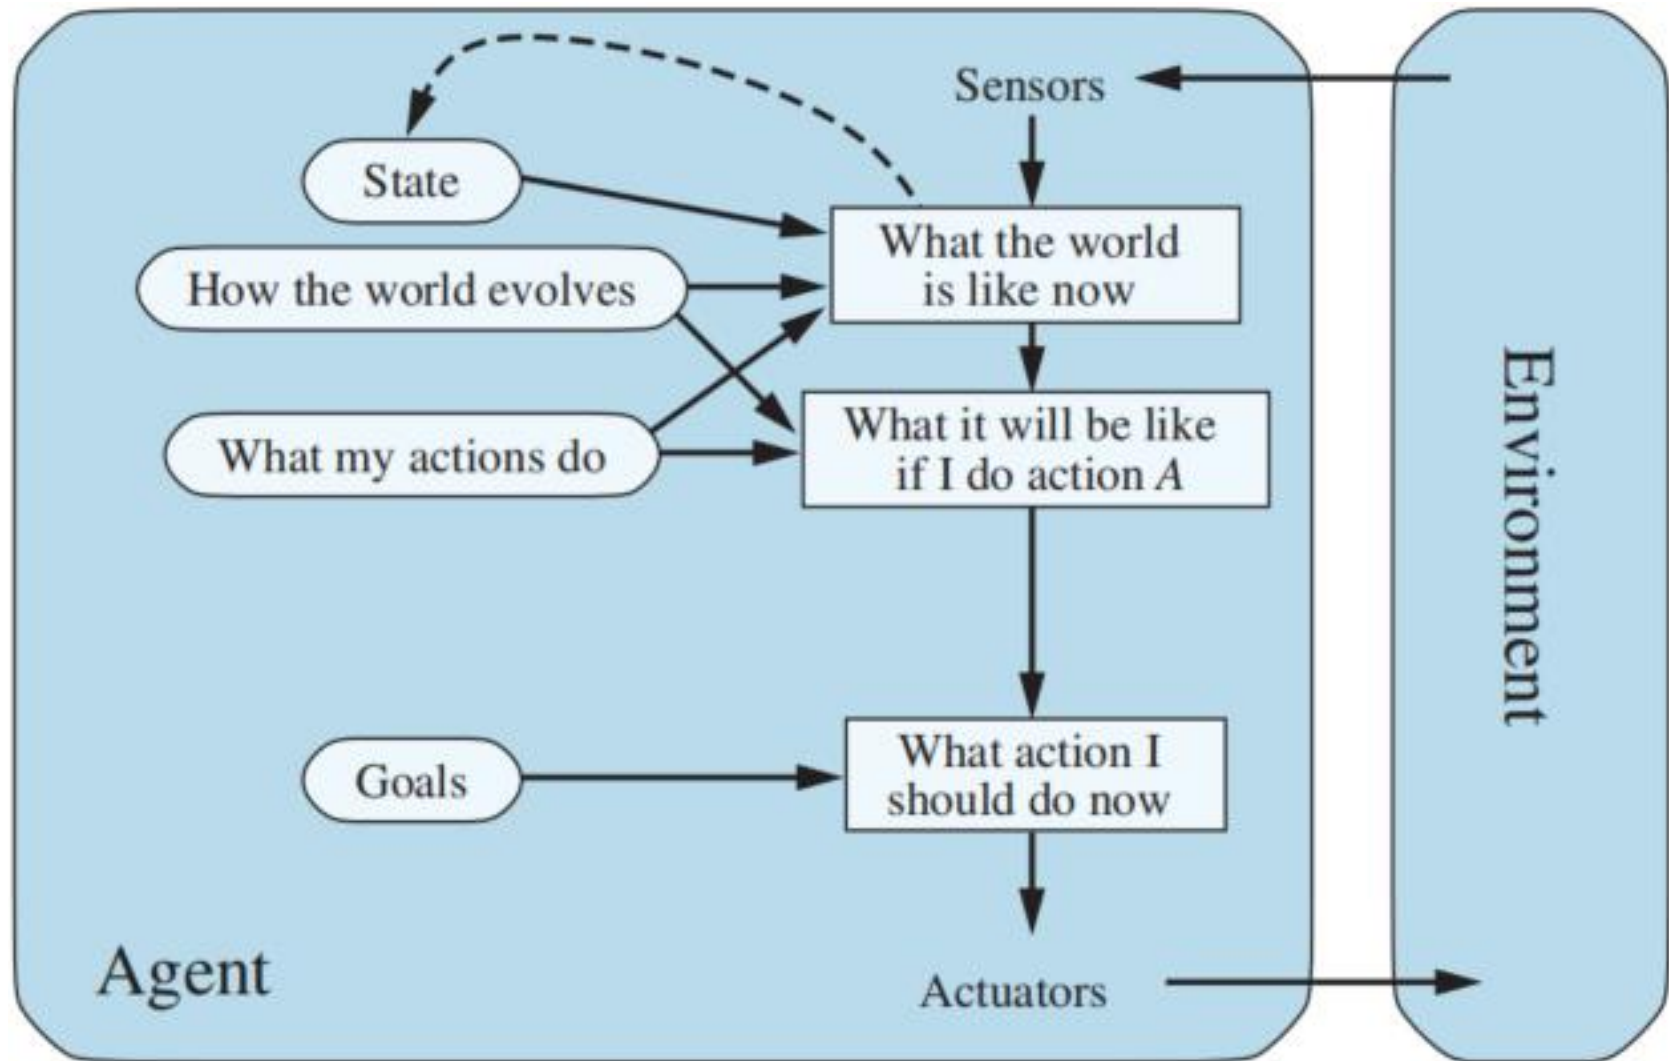 Sensors
State
What the world
is like now
How the world evolves
What my actions do
What it will be like
if I do action A
Goals
What action I
should do now
Agent
Actuators
Environment